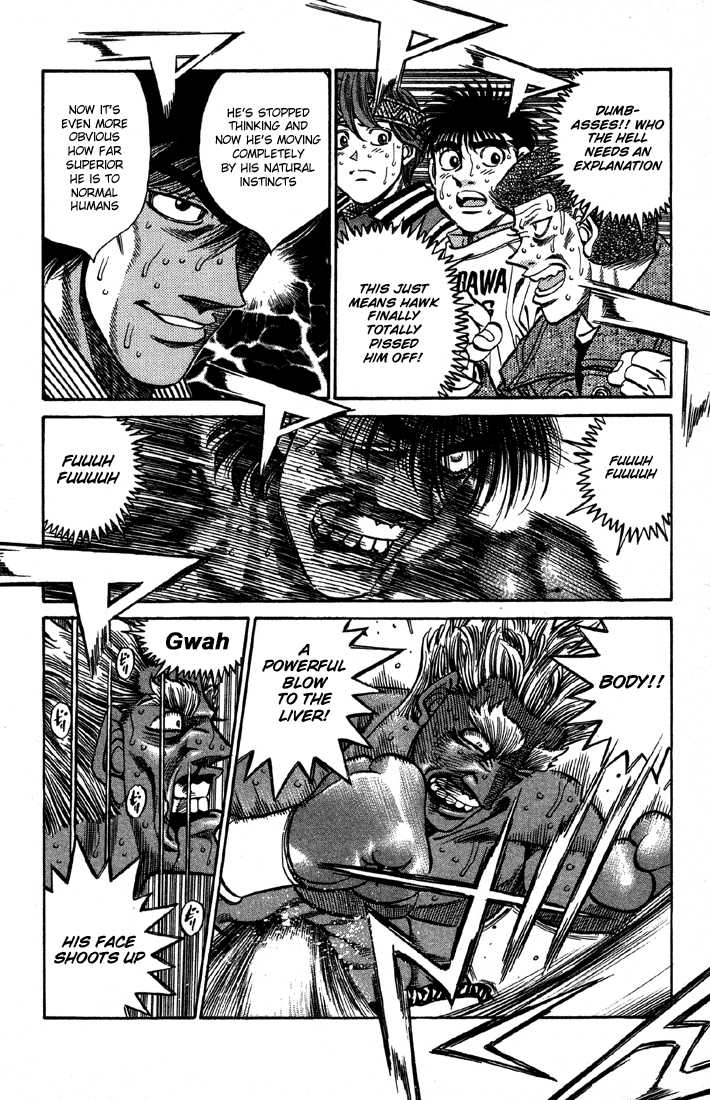 DUMB-
ASSES!! WHO
THE HELL
NEEDS AN
EXPLANATION
THIS JUST
MEANS HAWK
FINALLY
TOTALLY
PISSED
HIM OFF!
HE'S STOPPED
THINKING AND
NOW HE'S MOVING
COMPLETELY
BY HIS NATURAL
INSTINCTS
NOW IT'S
EVEN MORE
OBVIOUS
HOW FAR
SUPERIOR
HE IS TO
NORMAL
HUMANS
FUUUH
FUUUUH
FUUUH
FUUUUH
BODY!!
A
POWERFUL
BLOW
TO THE
LIVER!
Gwah
HIS FACE
SHOOTS UP